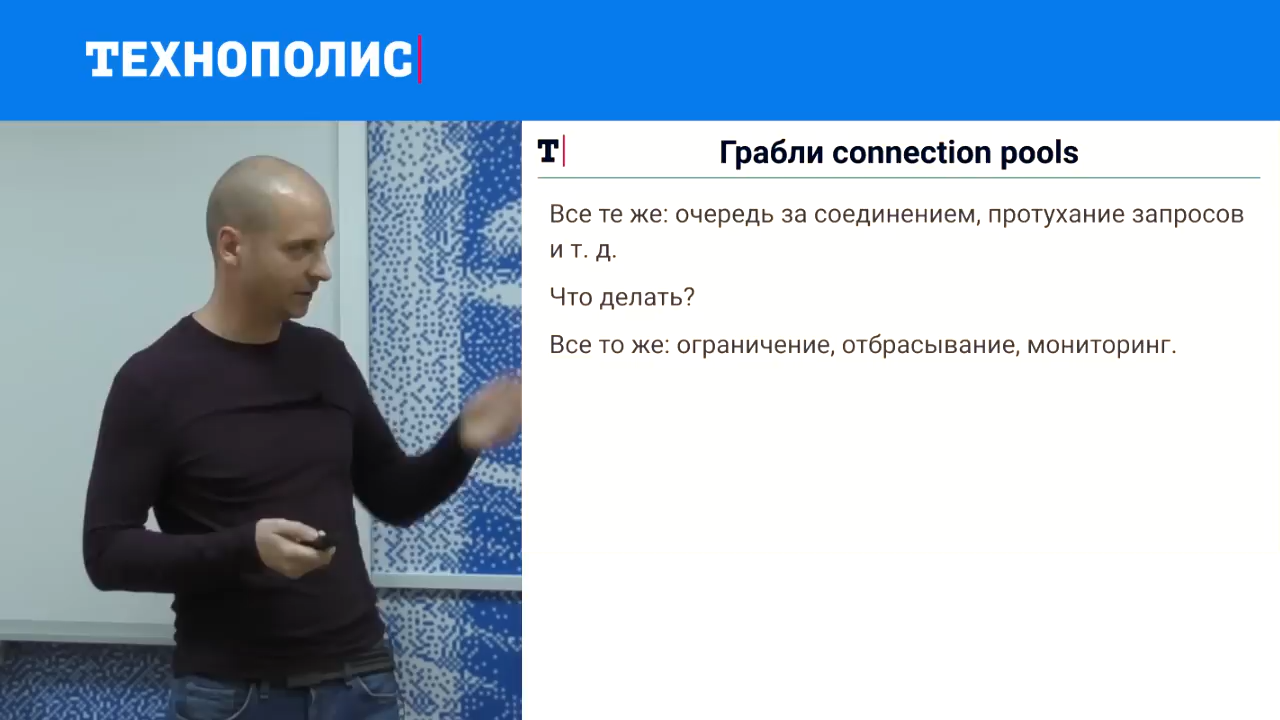 ТЕХНОПОЛИС
Т
Грабли connection pools
Все те же: очередь за соединением, протухание запросов
и т. д.
Что делать?
Все то же: ограничение, отбрасывание, мониторинг.